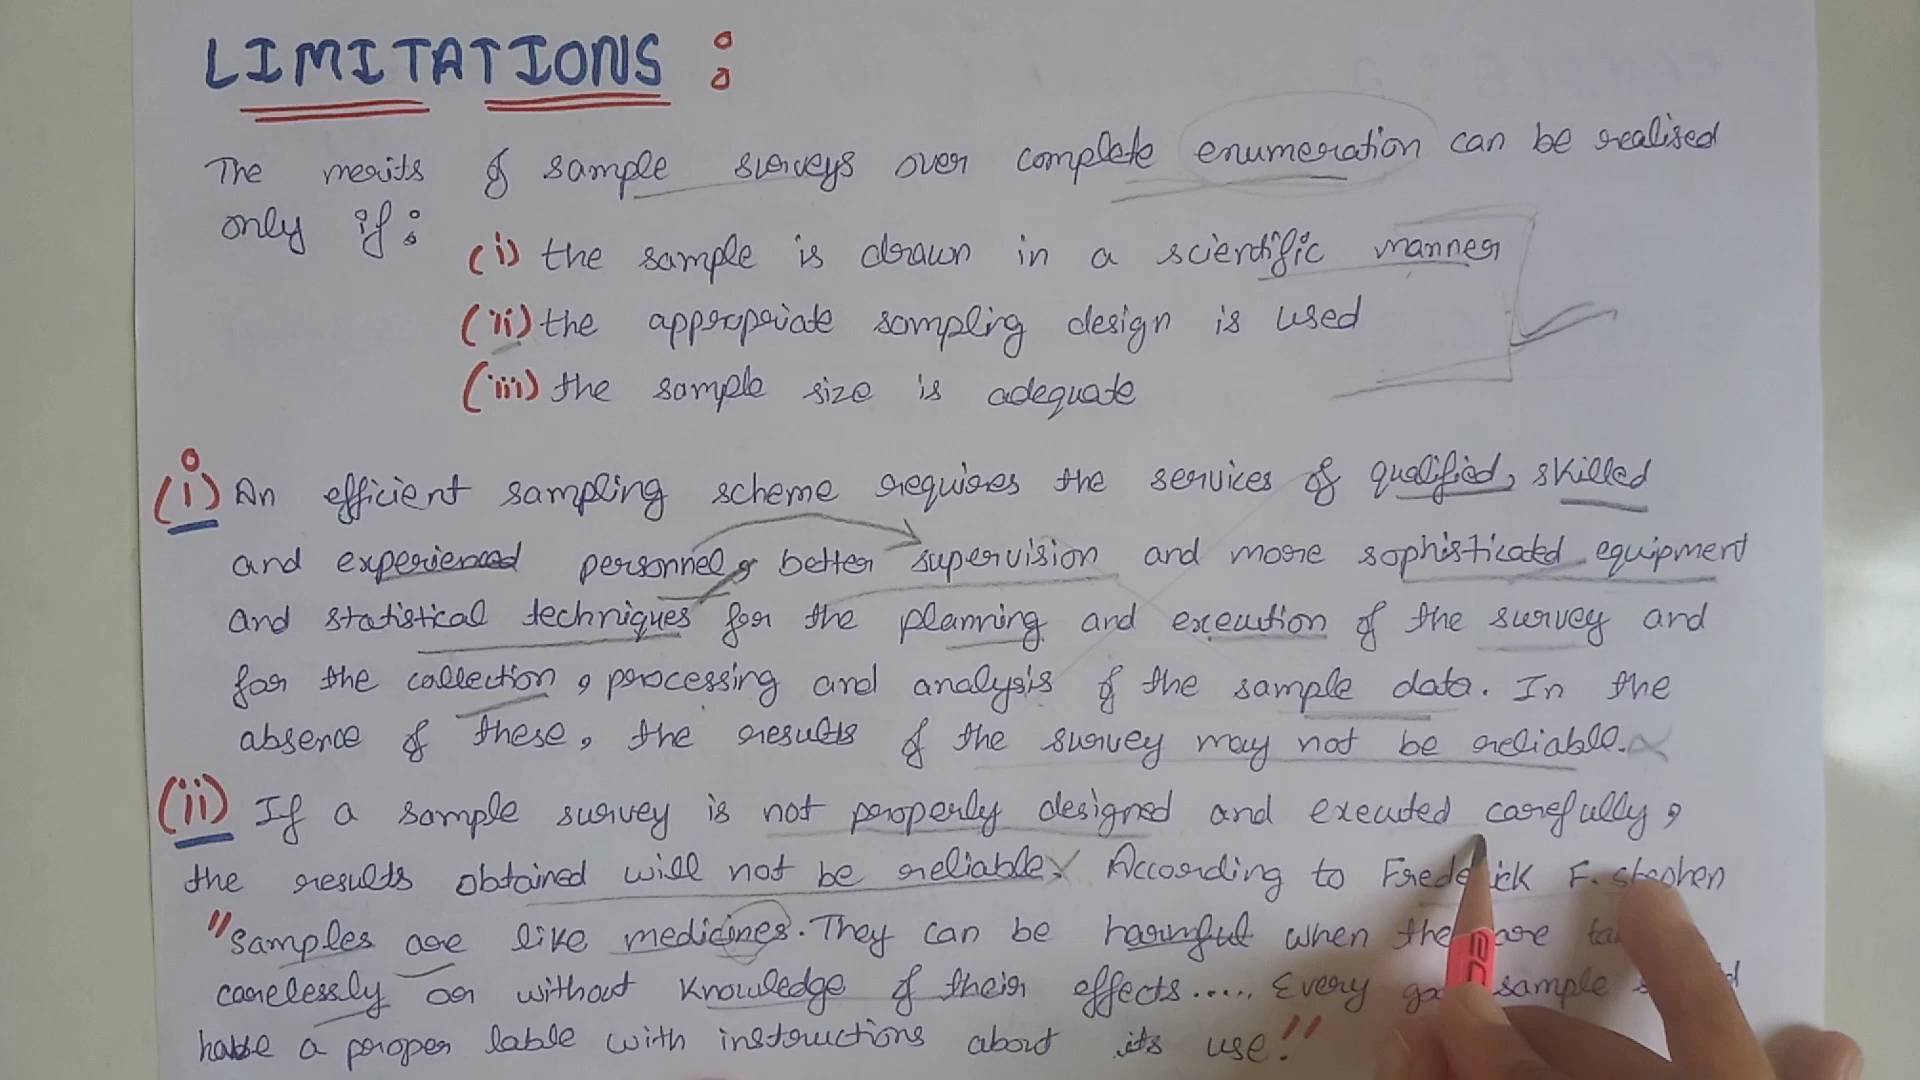 LIMITATIONS :
The merits of sample surveys over complete enumeration can be realised
only if :
(i) the sample is drawn in a scientific manner
(ii) the appropriate sampling design is used
(iii) the sample size is adequate
(i) An efficient sampling scheme requires the services of qualified, skilled
and experienced personnel, better supervision and more sophisticated equipment
and statistical techniques for the planning and execution of the survey and
for the collection, processing and analysis of the sample data. In the
absence of these, the results of the survey may not be reliable.
(ii) If a sample survey is not properly designed and executed carefully,
the results obtained will not be reliable. According to Frederick F. Stephen
"Samples are like medicines. They can be harmful when are
carelessly or without knowledge of their effects..... Every sample
have a proper lable with instructions about its use."